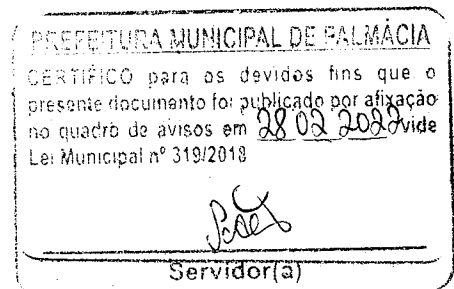 PREFEITURA MUNICIPAL DE PALMÁCIA
CERTIFICO para os devidos fins que o
presente documento foi publicado por afixação
no quadro de avisos em 28 02 2022 vide
Lei Municipal nº 319/2018
Servidor(a)